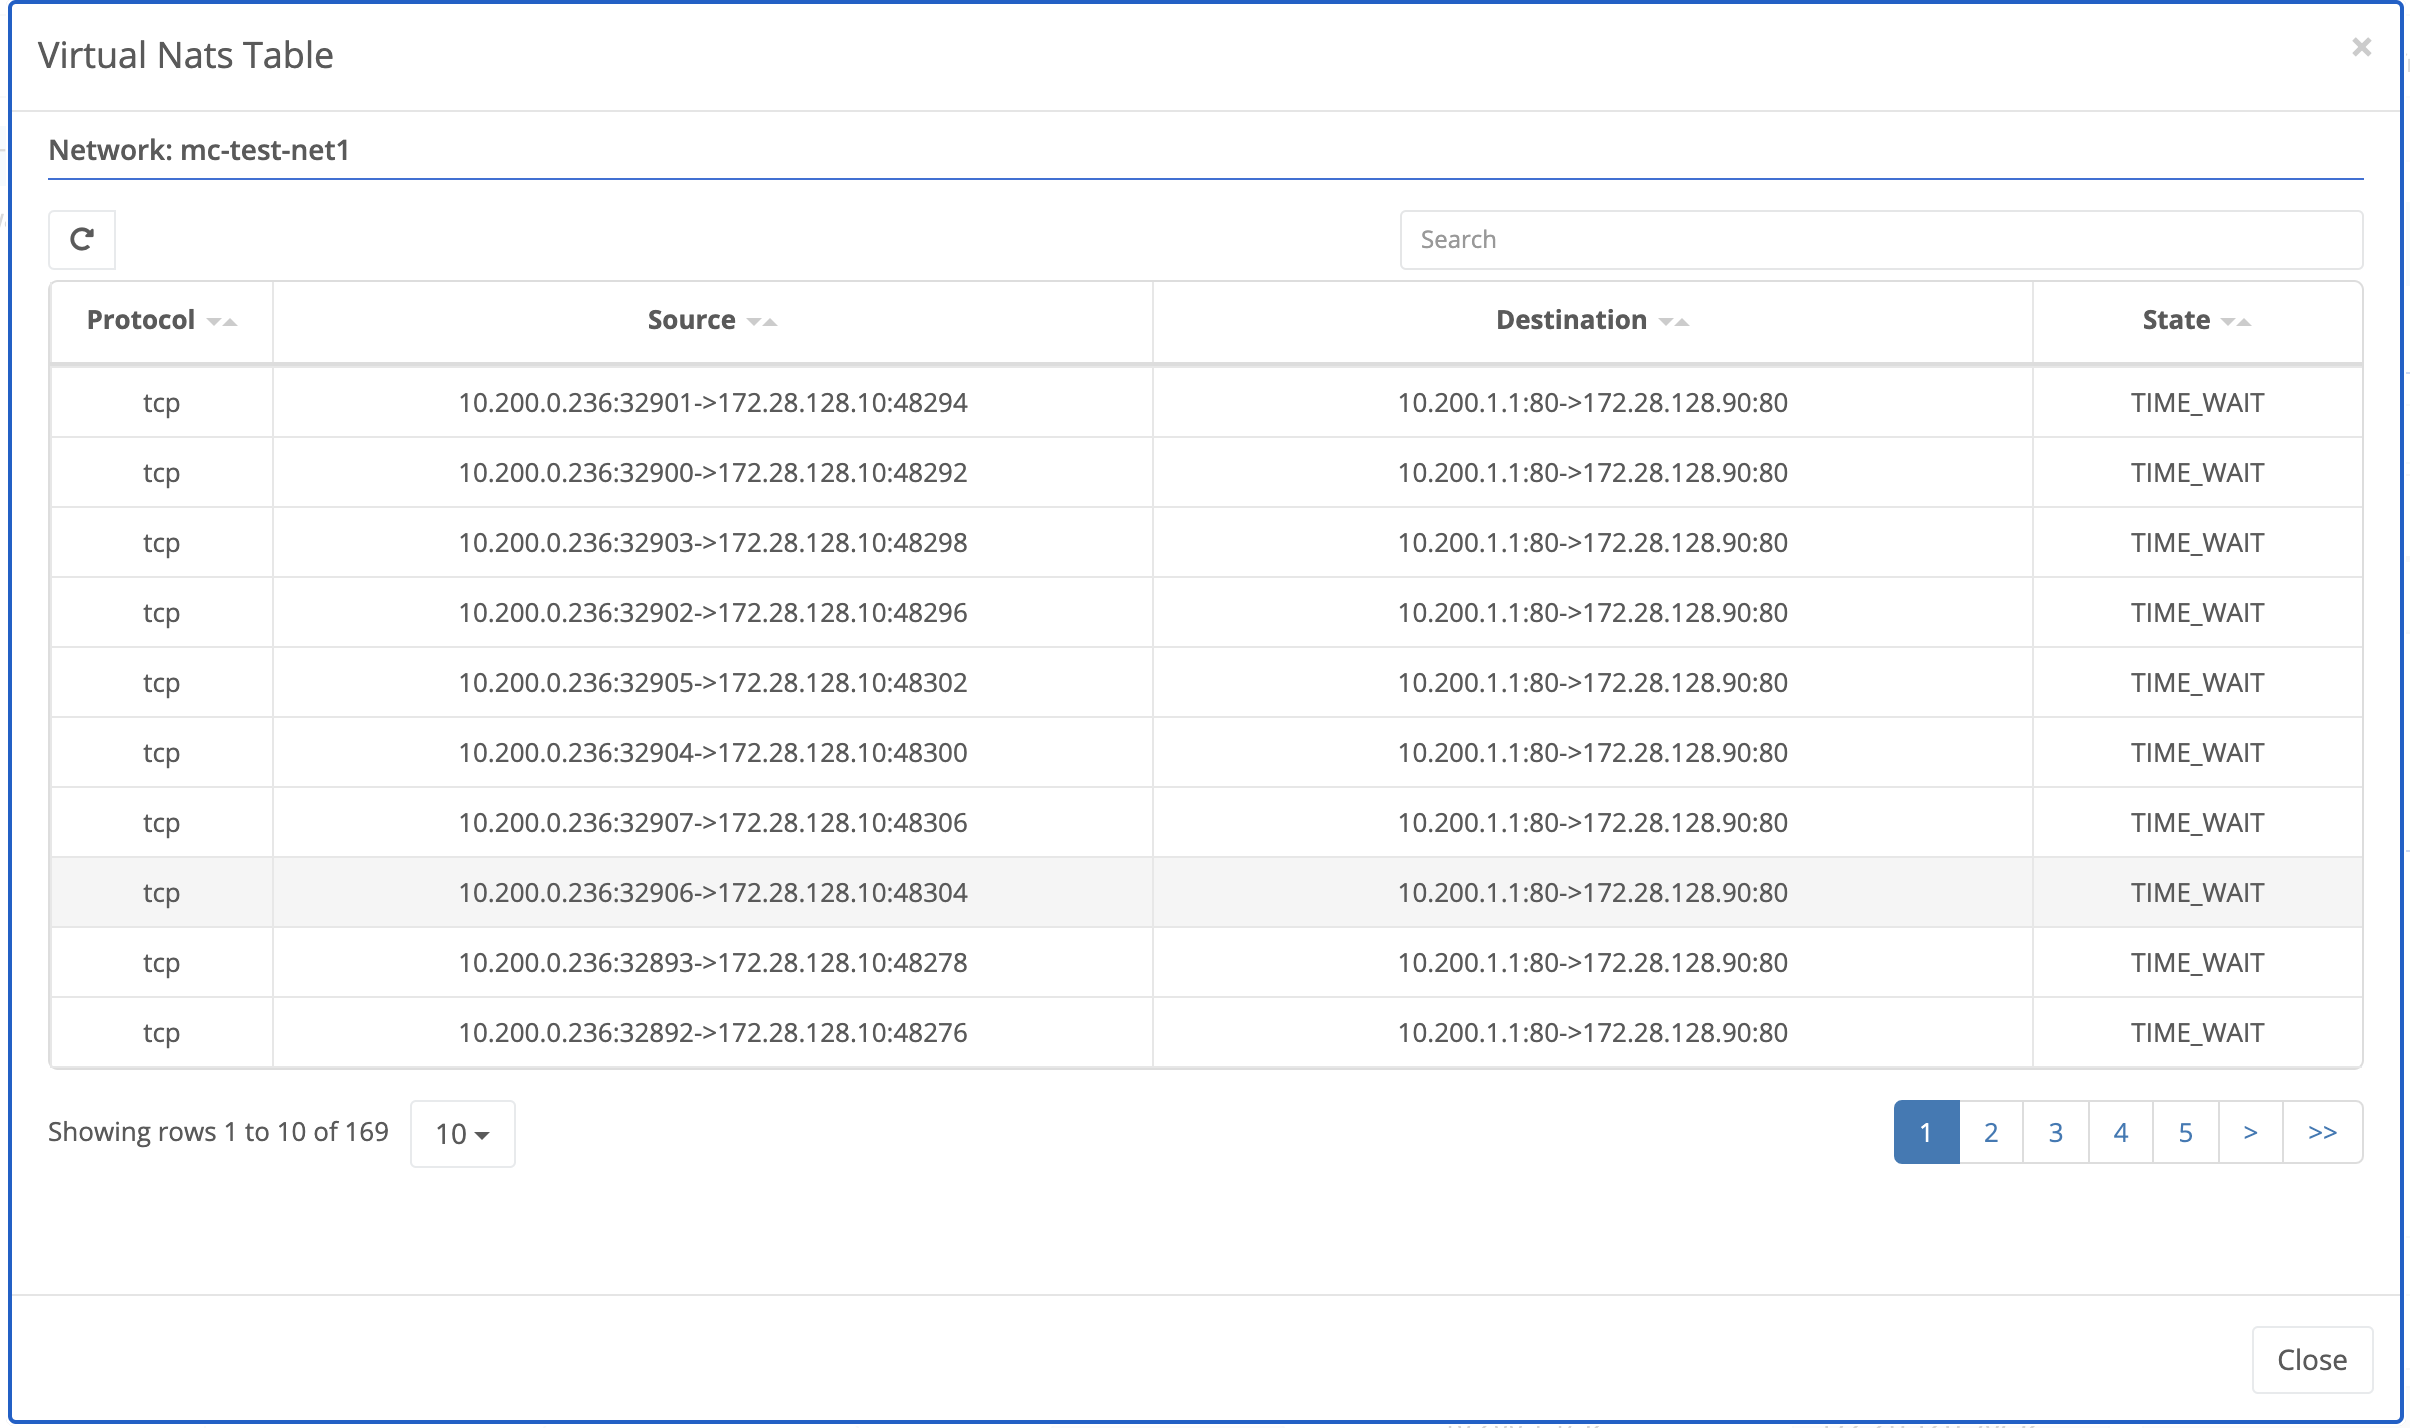 Virtual Nats Table
×
Network: mc-test-net1
Search
Protocol Source Destination State
tcp 10.200.0.236:32901->172.28.128.10:48294 10.200.1.1:80->172.28.128.90:80 TIME_WAIT
tcp 10.200.0.236:32900->172.28.128.10:48292 10.200.1.1:80->172.28.128.90:80 TIME_WAIT
tcp 10.200.0.236:32903->172.28.128.10:48298 10.200.1.1:80->172.28.128.90:80 TIME_WAIT
tcp 10.200.0.236:32902->172.28.128.10:48296 10.200.1.1:80->172.28.128.90:80 TIME_WAIT
tcp 10.200.0.236:32905->172.28.128.10:48302 10.200.1.1:80->172.28.128.90:80 TIME_WAIT
tcp 10.200.0.236:32904->172.28.128.10:48300 10.200.1.1:80->172.28.128.90:80 TIME_WAIT
tcp 10.200.0.236:32907->172.28.128.10:48306 10.200.1.1:80->172.28.128.90:80 TIME_WAIT
tcp 10.200.0.236:32906->172.28.128.10:48304 10.200.1.1:80->172.28.128.90:80 TIME_WAIT
tcp 10.200.0.236:32893->172.28.128.10:48278 10.200.1.1:80->172.28.128.90:80 TIME_WAIT
tcp 10.200.0.236:32892->172.28.128.10:48276 10.200.1.1:80->172.28.128.90:80 TIME_WAIT
Showing rows 1 to 10 of 169 10 1 2 3 4 5 > >>
Close